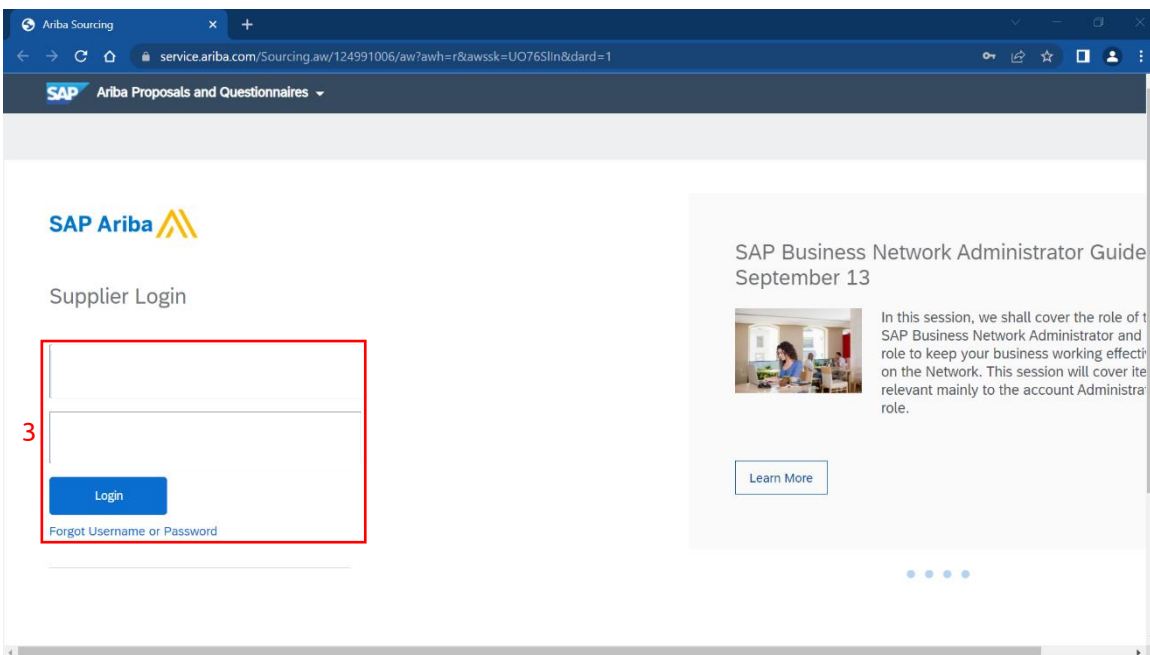 Ariba Sourcing
service.ariba.com/Sourcing.aw/124991006/aw?awh=r&awssk=UO76SlIn&dard=1
SAP Ariba Proposals and Questionnaires
SAP Ariba
Supplier Login
3
Login
Forgot Username or Password
SAP Business Network Administrator Guide
September 13
In this session, we shall cover the role of t
SAP Business Network Administrator and
role to keep your business working effecti
on the Network. This session will cover ite
relevant mainly to the account Administra
role.
Learn More